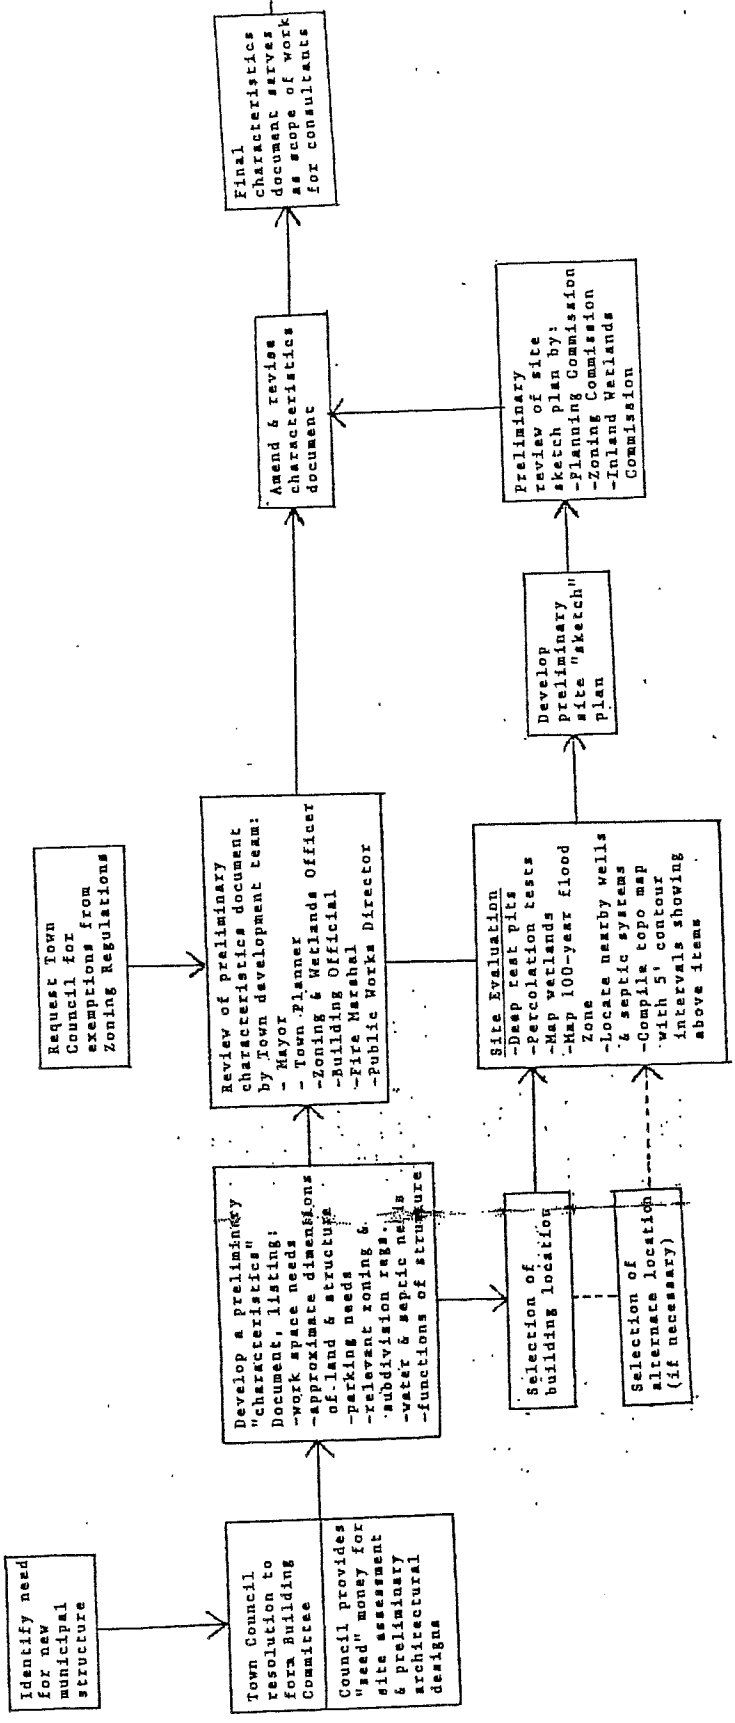 Identify need
for new
municipal
structure
Town Council
resolution to
form Building
Committee
Council provides
"seed" money for
site assessment
& preliminary
architectural
designs
Develop a preliminary
"characteristics"
Document, listing:
-work space needs
-approximate dimensions
of land & structure
-parking needs
-relevant zoning &
subdivision regs.
-water & septic needs
-functions of structure
Selection of
building location
Selection of
alternate location
(if necessary)
Request Town
Council for
exemptions from
Zoning Regulations
Review of preliminary
characteristics document
by Town development team:
- Mayor
- Town Planner
-Zoning & Wetlands Officer
-Building Official
-Fire Marshal
-Public Works Director
Site Evaluation
-Deep test pits
-Percolation tests
-Map wetlands
-Map 100-year flood
Zone
-Locate nearby wells
& septic systems
-Compile topo map
with 5' contour
intervals showing
above items
Develop
preliminary
site "sketch"
plan
Preliminary
review of site
sketch plan by:
-Planning Commission
-Zoning Commission
-Inland Wetlands
Commission
Amend & revise
characteristics
document
Final
characteristics
document serves
as scope of work
for consultants